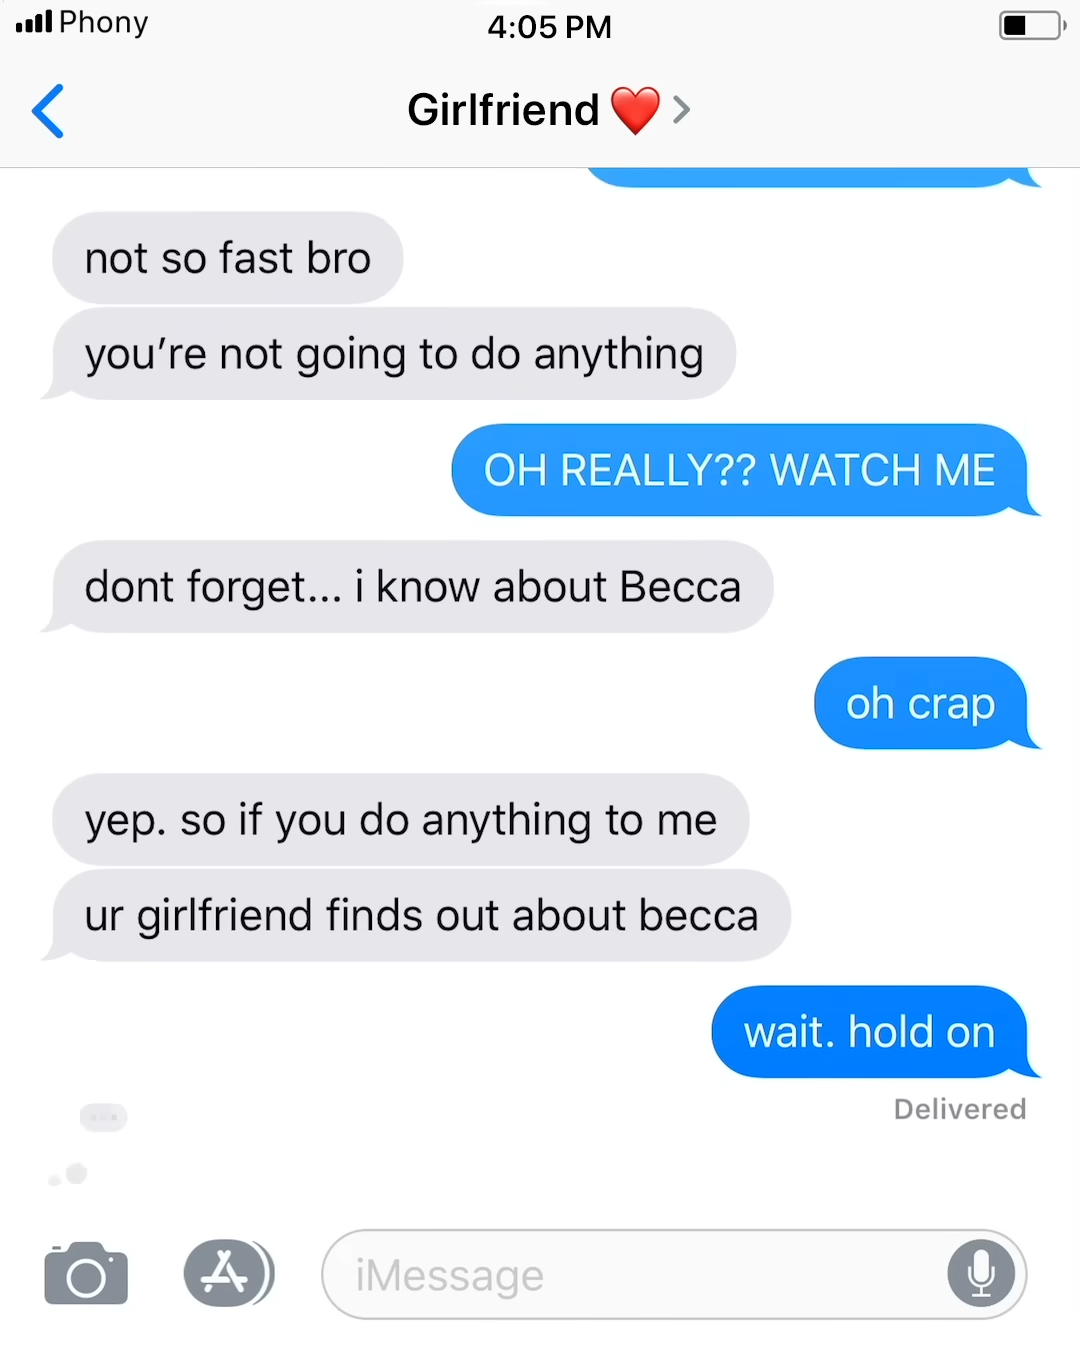 Phony
4:05 PM
Girlfriend ❤️
not so fast bro
you’re not going to do anything
OH REALLY?? WATCH ME
dont forget... i know about Becca
oh crap
yep. so if you do anything to me
ur girlfriend finds out about becca
wait. hold on
Delivered
iMessage